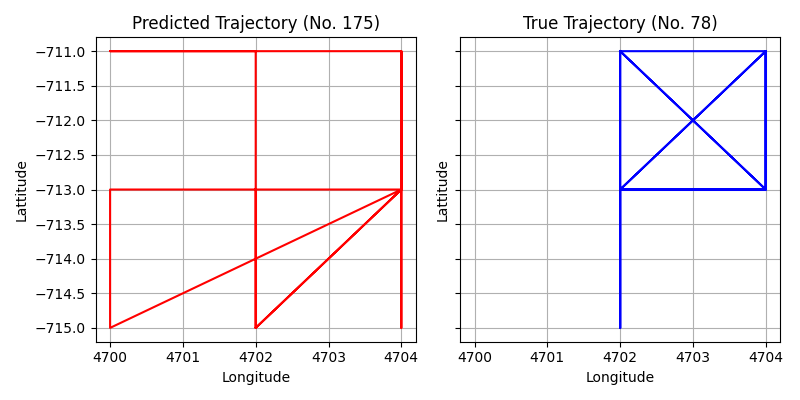 Predicted Trajectory (No. 175)
True Trajectory (No. 78)
−711.0
−711.5
−712.0
−712.5
−713.0
−713.5
−714.0
−714.5
−715.0
Lattitude
Lattitude
4700 4701 4702 4703 4704
4700 4701 4702 4703 4704
Longitude
Longitude